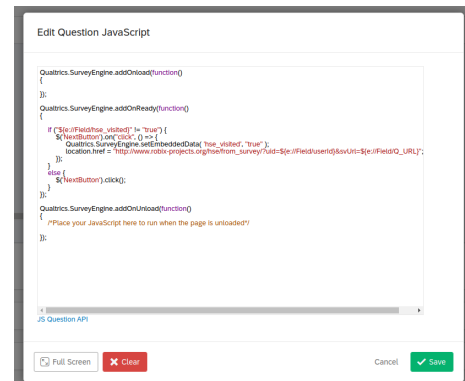 Edit Question JavaScript
Qualtrics.SurveyEngine.addOnload(function()
{
});
Qualtrics.SurveyEngine.addOnReady(function()
{
if ("${e://Field/hse_visited}" != "true") {
$('NextButton').on("click", () => {
Qualtrics.SurveyEngine.setEmbeddedData( 'hse_visited', "true" );
location.href = "http://www.robix-projects.org/hse/from_survey/?uId=${e://Field/userId}&svUrl=${e://Field/Q_URL}";
});
}
else {
$('NextButton').click();
}
});
Qualtrics.SurveyEngine.addOnUnload(function()
{
/*Place your JavaScript here to run when the page is unloaded*/
});
JS Question API
Full Screen
Clear
Cancel
Save